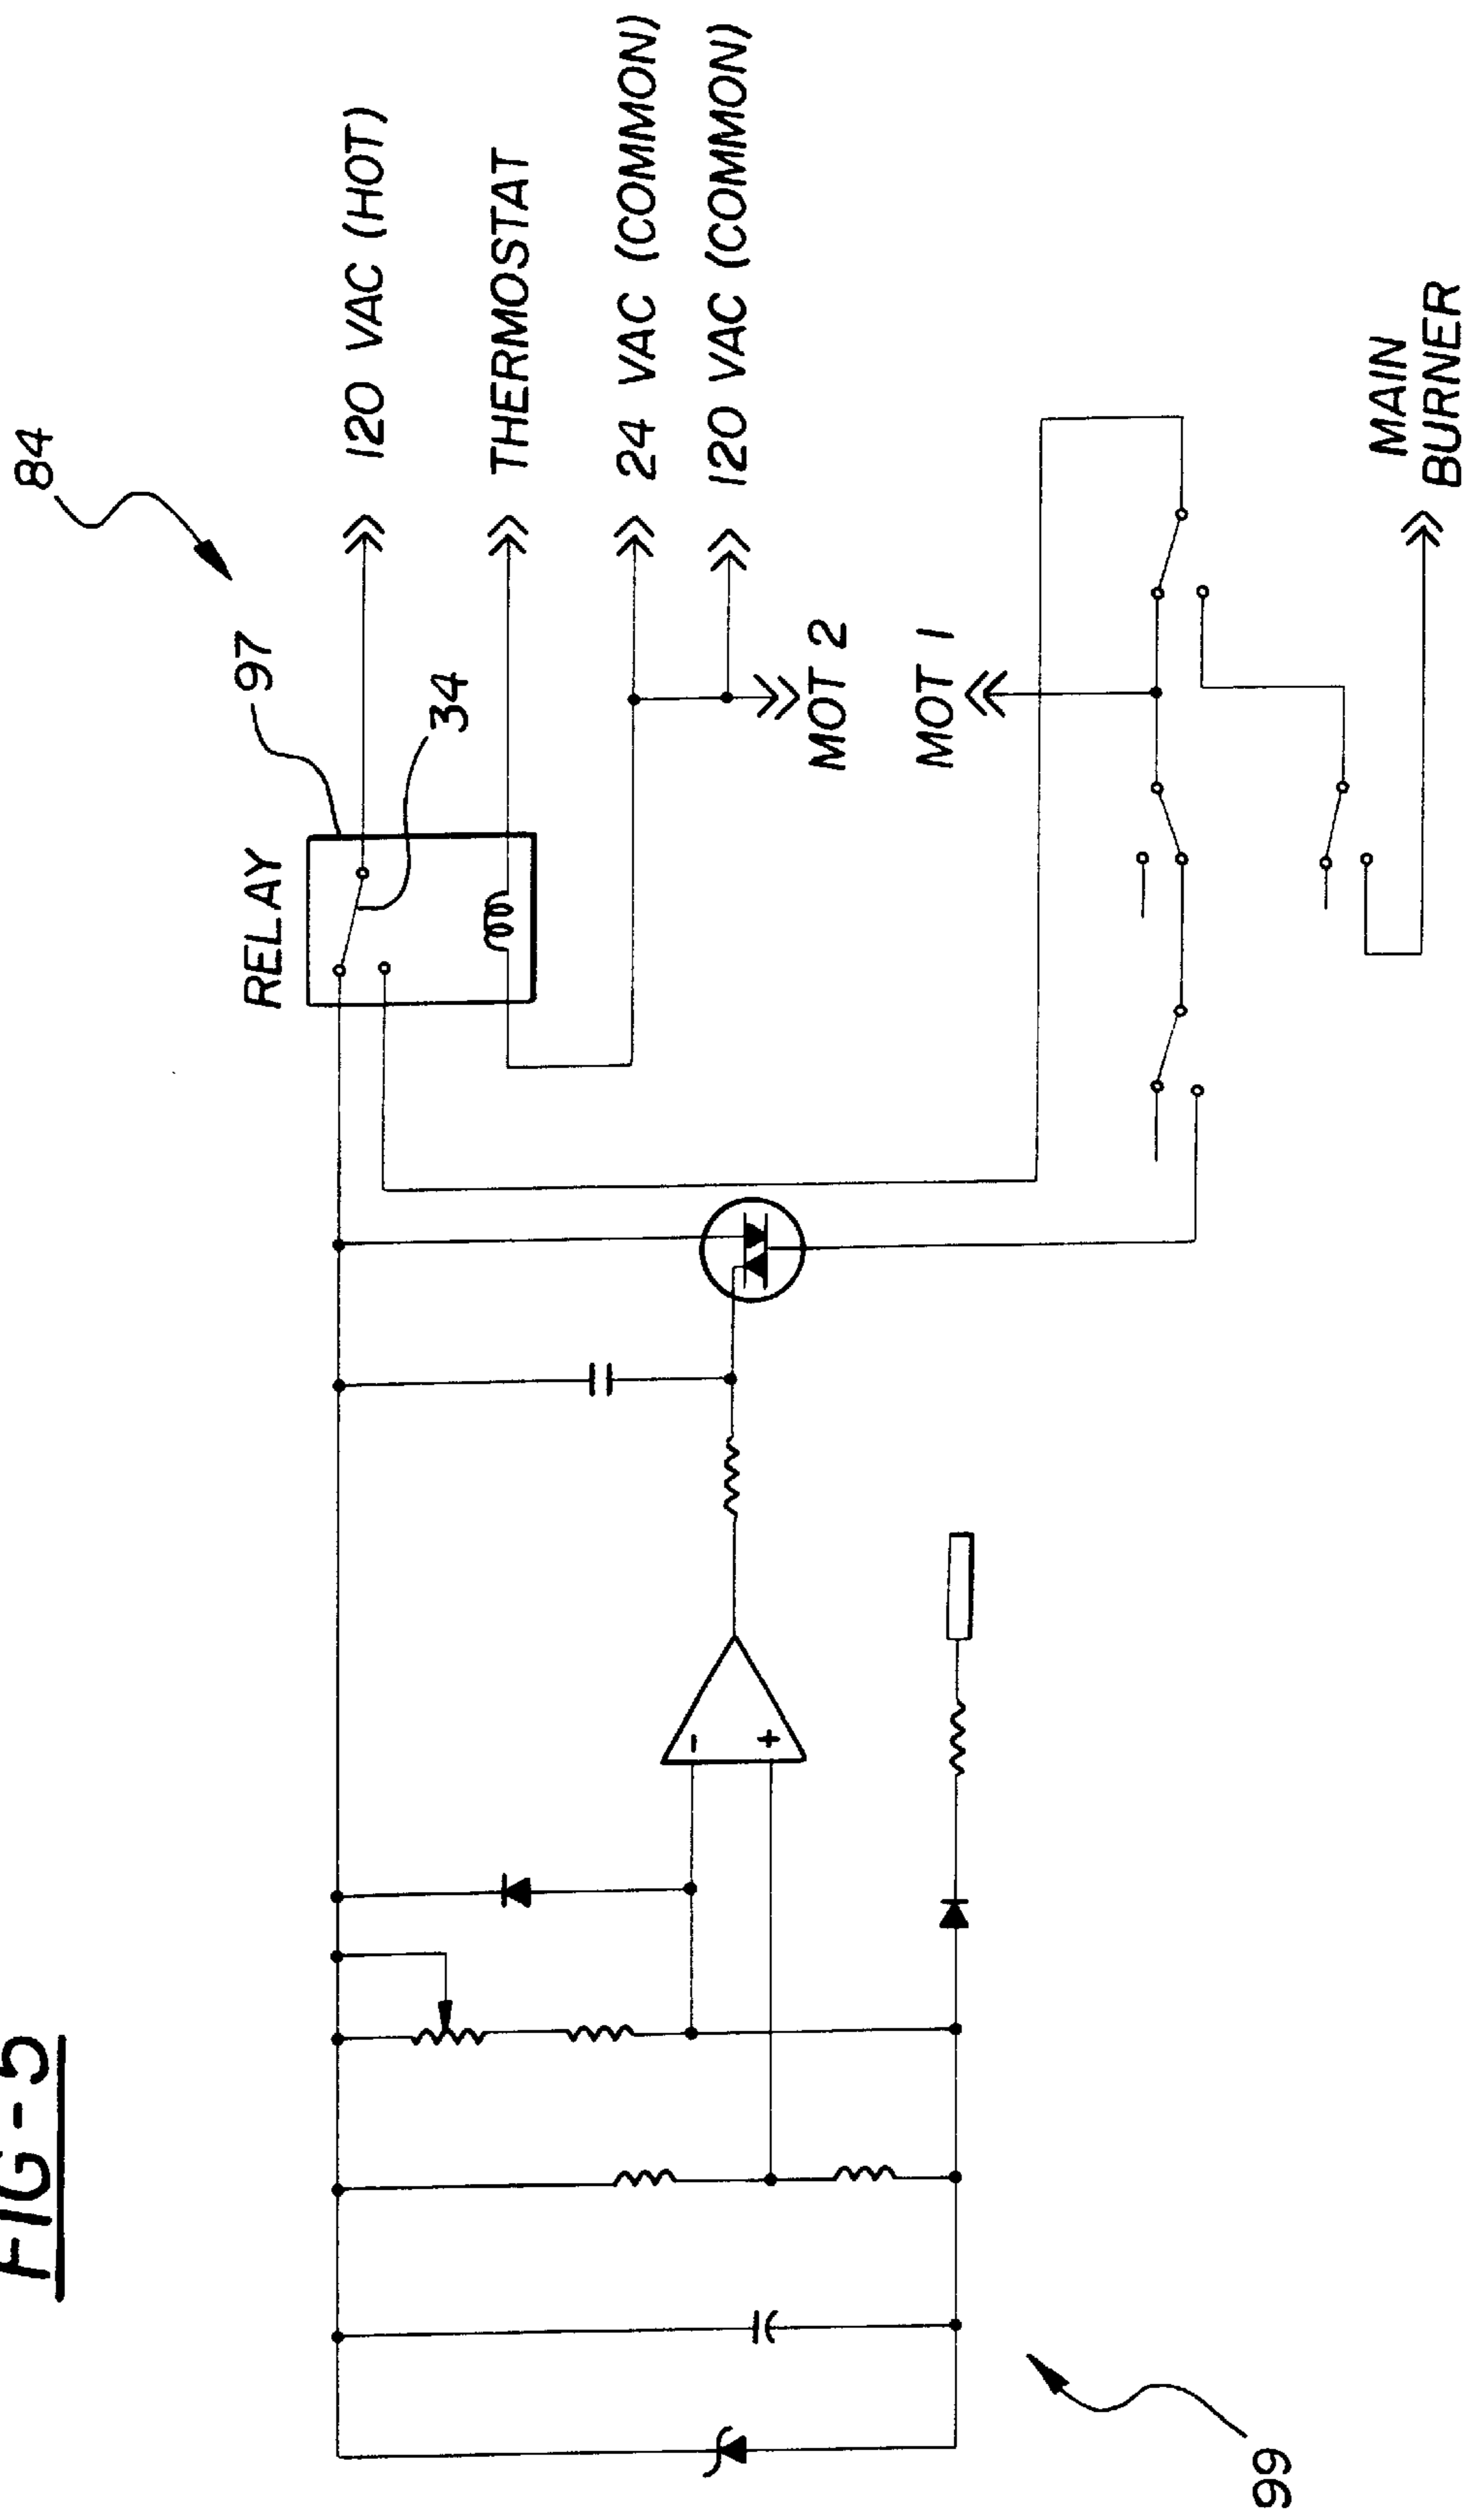 FIG-5
84
97
RELAY
34
120 VAC (HOT)
THERMOSTAT
24 VAC (COMMON)
120 VAC (COMMON)
MOT 2
MOT 1
MAIN
BURNER
-
+
99